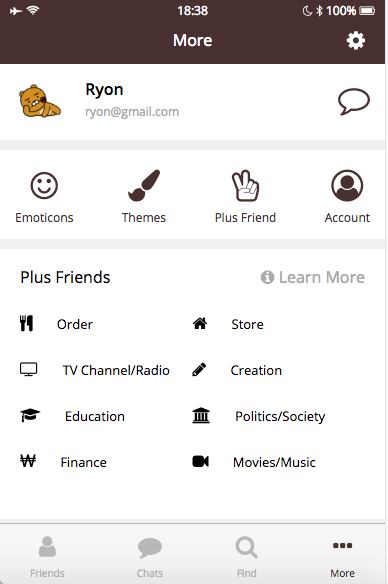 18:38 100%
More
Ryon
ryon@gmail.com
Emoticons Themes Plus Friend Account
Plus Friends Learn More
Order Store
TV Channel/Radio Creation
Education Politics/Society
Finance Movies/Music
Friends Chats Find More